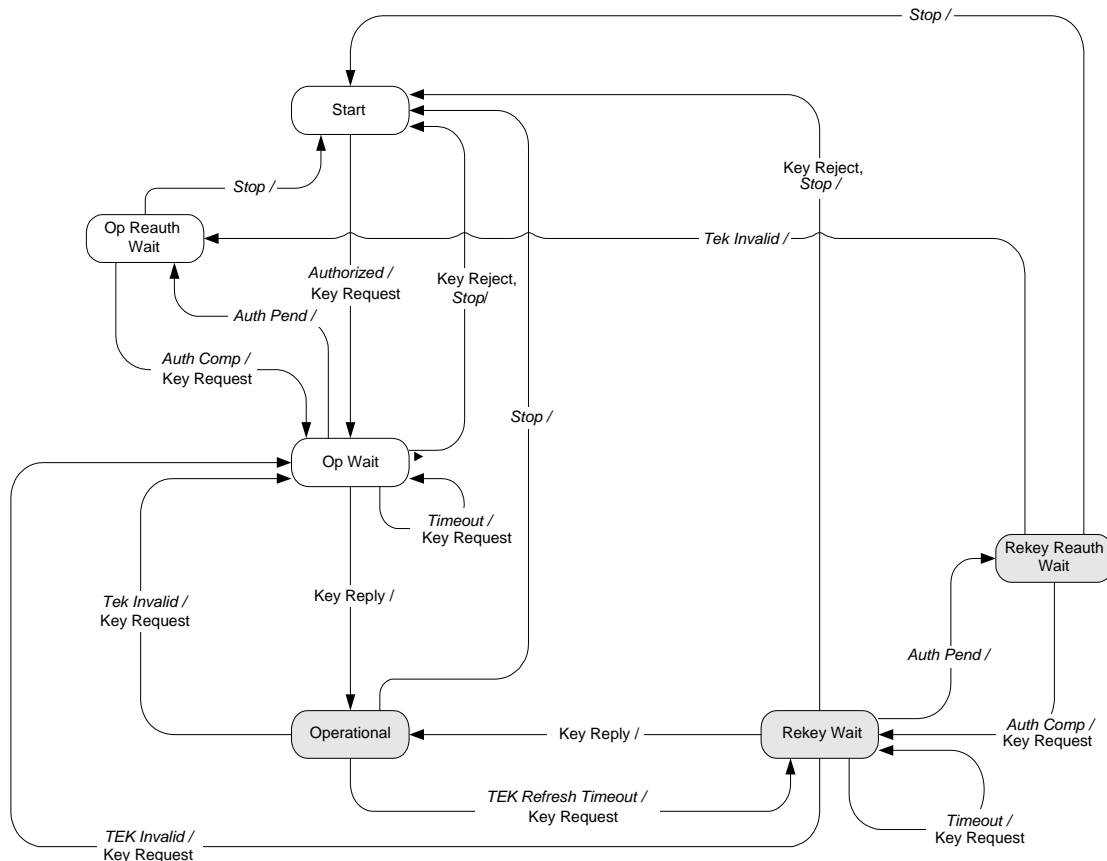 Stop /
Start
Key Reject,
Stop /
Stop /
Op Reauth
Wait
Tek Invalid /
Authorized /
Key Request
Key Reject,
Stop/
Auth Pend /
Auth Comp /
Key Request
Stop /
Op Wait
Timeout /
Key Request
Rekey Reauth
Wait
Tek Invalid /
Key Request
Key Reply /
Auth Pend /
Operational
Key Reply /
Rekey Wait
Auth Comp /
Key Request
TEK Refresh Timeout /
Key Request
Timeout /
Key Request
TEK Invalid /
Key Request